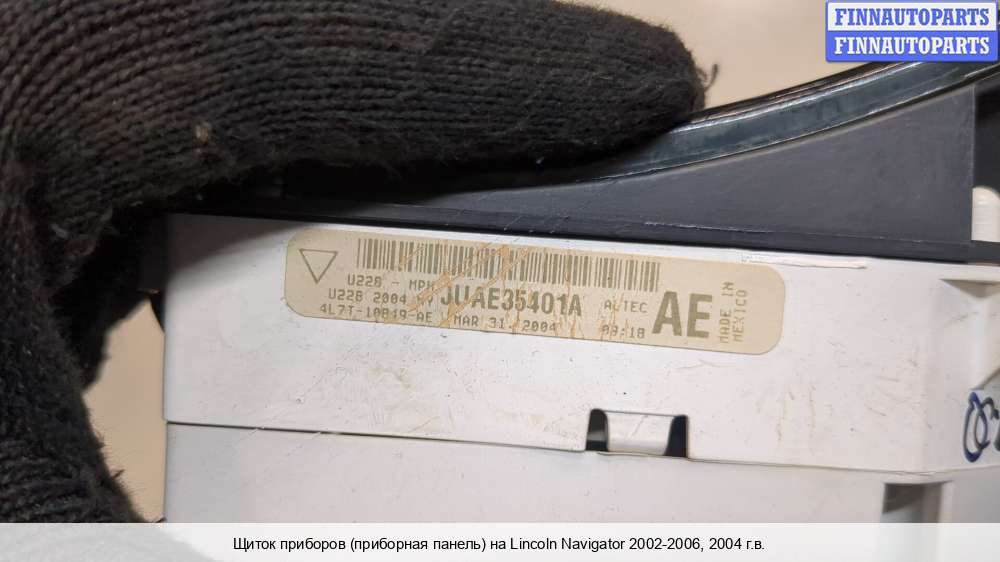 FINNAUTOPARTS
FINNAUTOPARTS
U228 - MPH
U228 2004 JUAE35401A ALTEC AE
4L7T-10849-AE MAR 31, 2004 09:18
MADE IN MEXICO
Щиток приборов (приборная панель) на Lincoln Navigator 2002-2006, 2004 г.в.